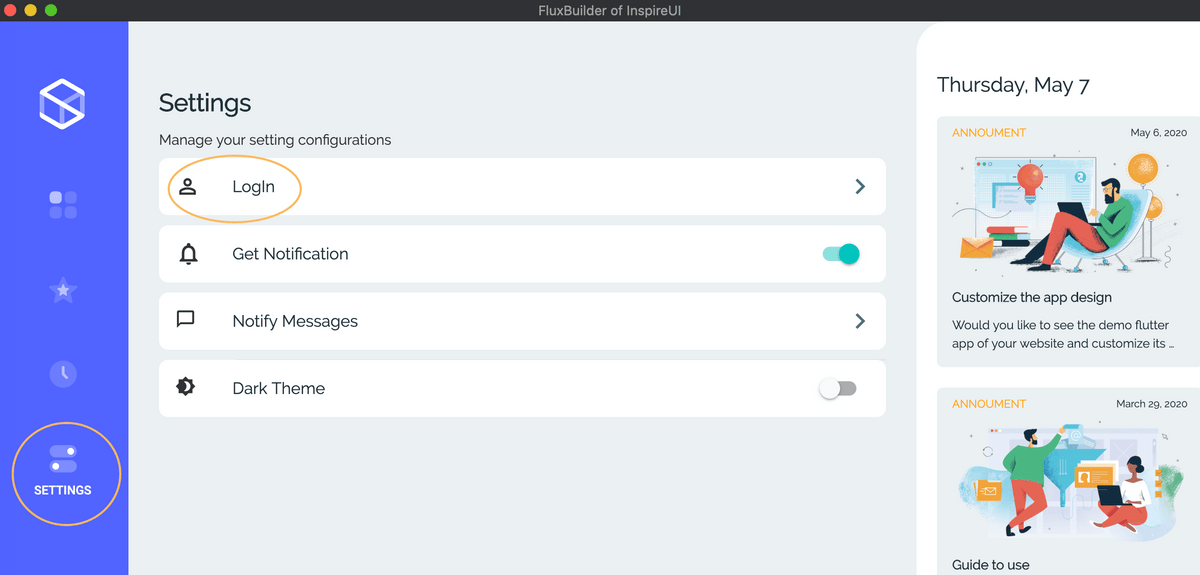 FluxBuilder of InspireUI
Settings
Manage your setting configurations
LogIn
Get Notification
Notify Messages
Dark Theme
SETTINGS
Thursday, May 7
ANNOUMENT May 6, 2020
Customize the app design
Would you like to see the demo flutter
app of your website and customize its ...
ANNOUMENT March 29, 2020
Guide to use